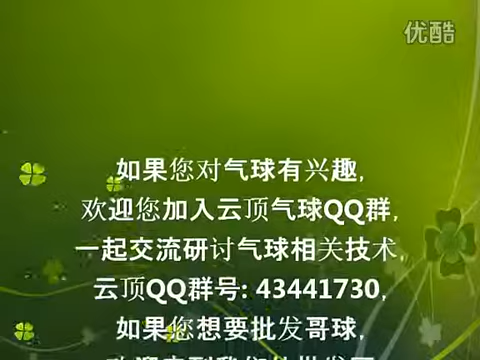 优酷
如果您对气球有兴趣,
欢迎您加入云顶气球QQ群,
一起交流研讨气球相关技术,
云顶QQ群号: 43441730,
如果您想要批发哥球,